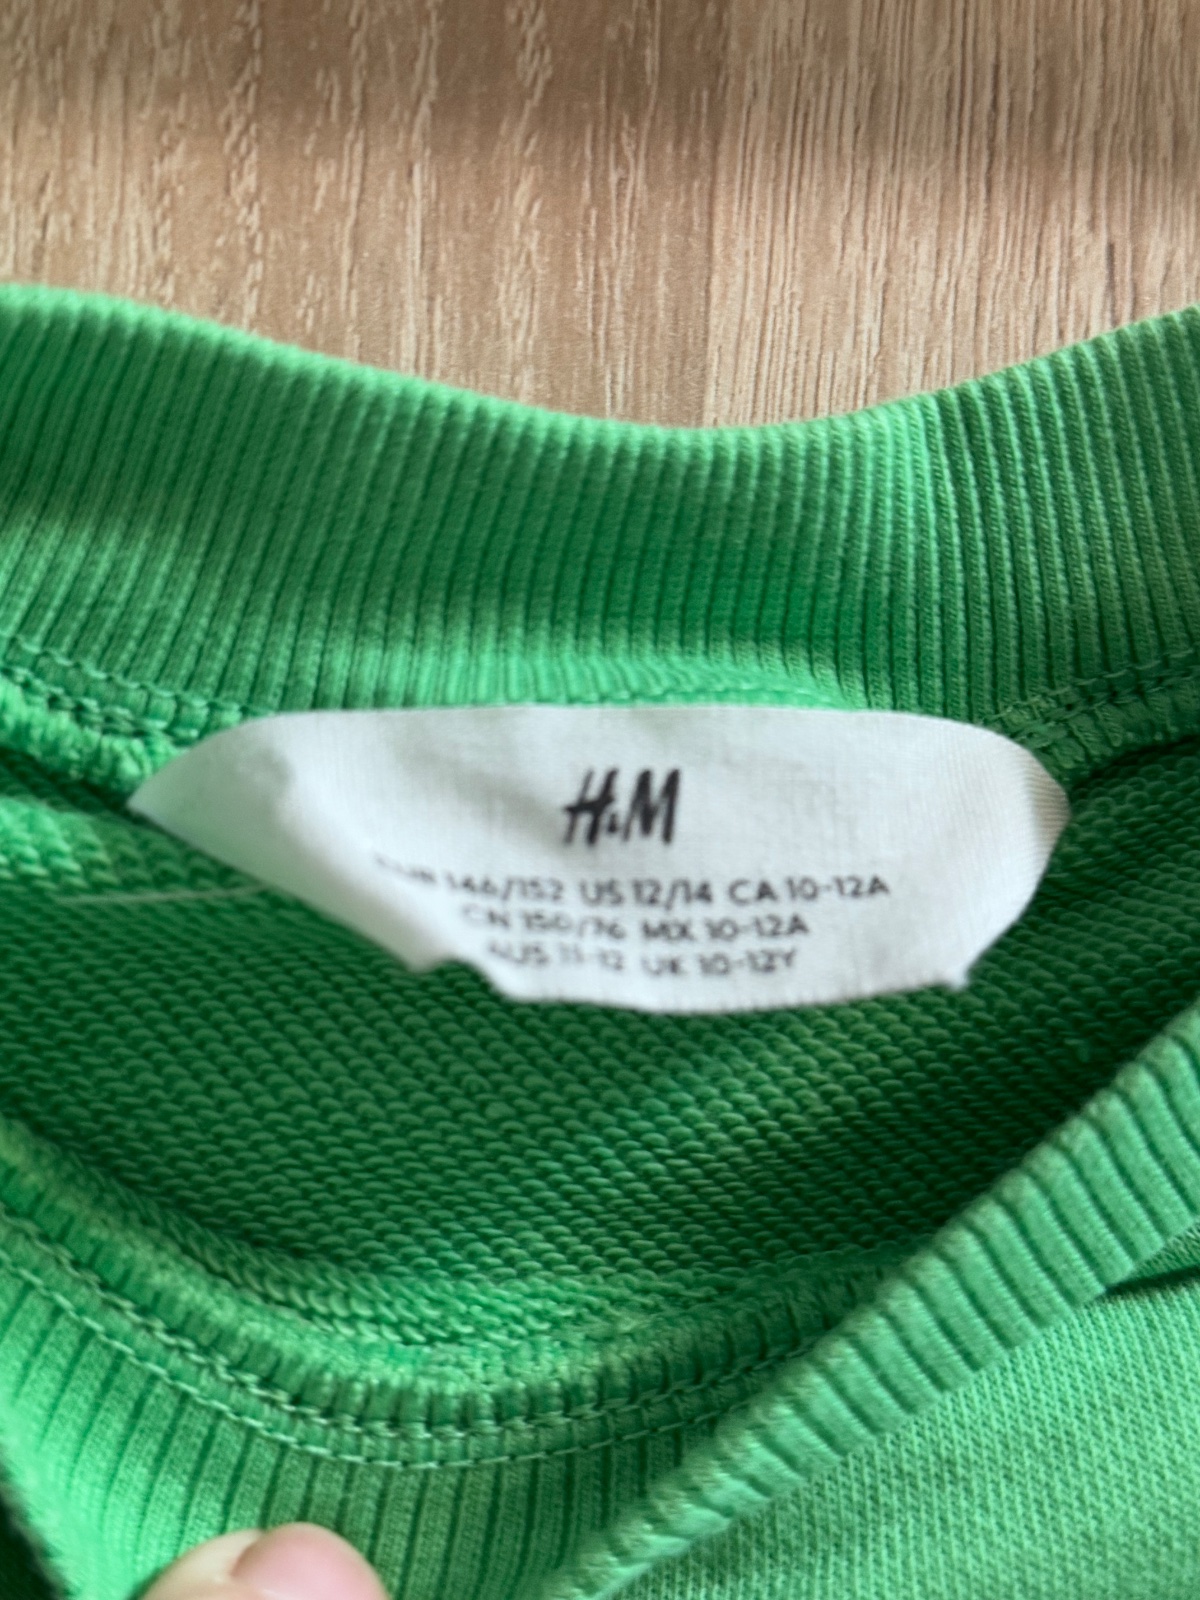 H&M
EUR 146/152 US 12/14 CA 10-12A
CN 150/76 MX 10-12A
AUS 11-12 UK 10-12Y